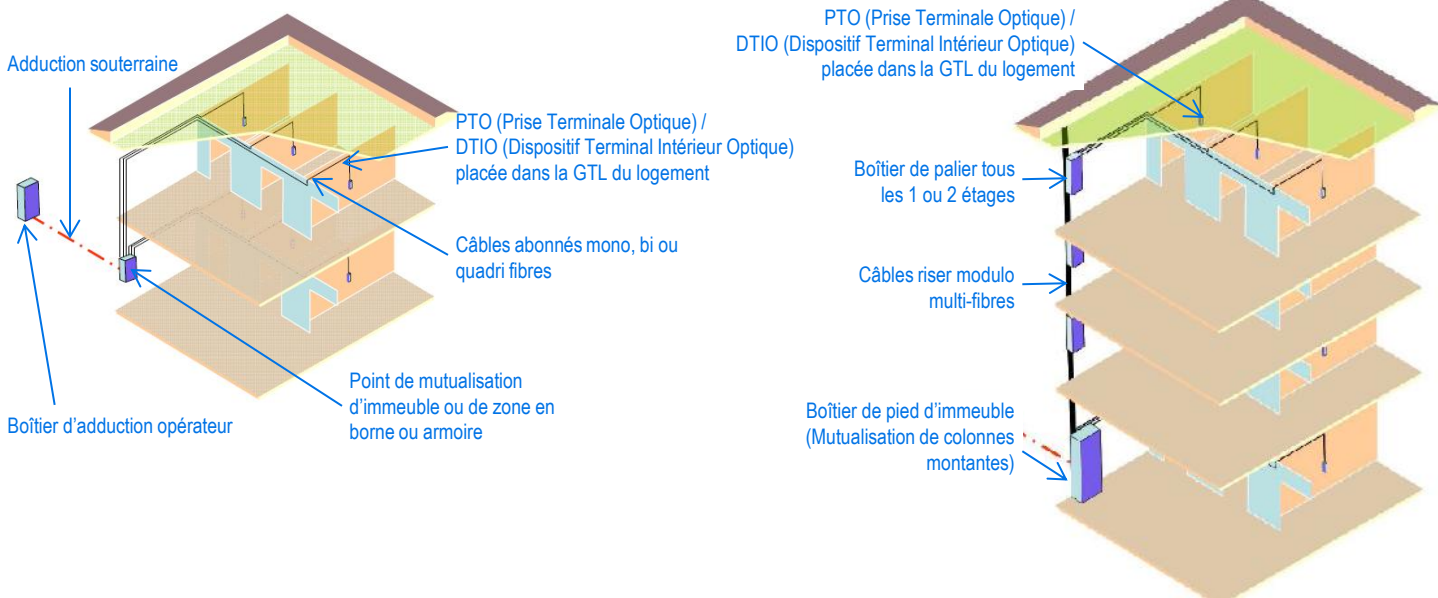 Adduction souterraine
PTO (Prise Terminale Optique) /
DTIO (Dispositif Terminal Intérieur Optique)
placée dans la GTL du logement
Câbles abonnés mono, bi ou
quadri fibres
Point de mutualisation
d’immeuble ou de zone en
borne ou armoire
Boîtier d’adduction opérateur
PTO (Prise Terminale Optique) /
DTIO (Dispositif Terminal Intérieur Optique)
placée dans la GTL du logement
Boîtier de palier tous
les 1 ou 2 étages
Câbles riser modulo
multi-fibres
Boîtier de pied d’immeuble
(Mutualisation de colonnes
montantes)